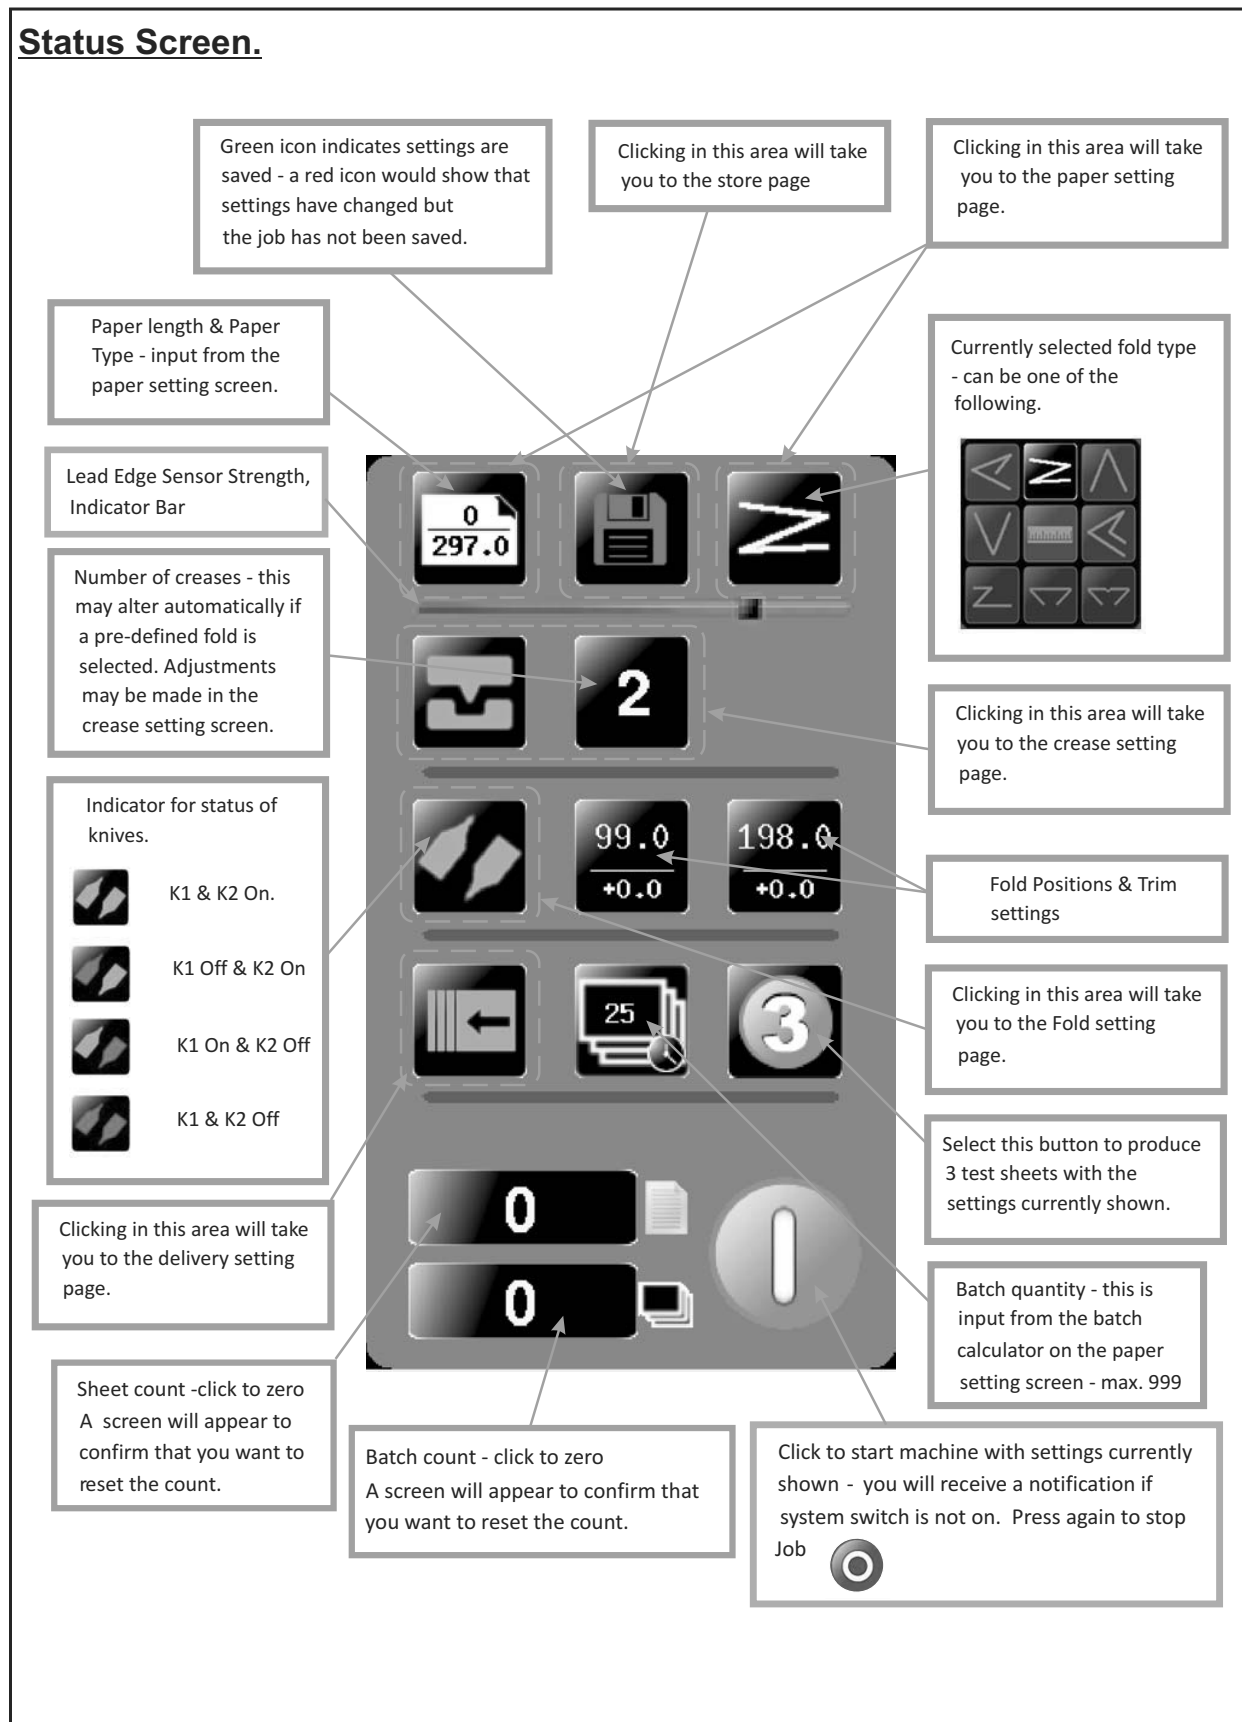 Status Screen.
Green icon indicates settings are
saved - a red icon would show that
settings have changed but
the job has not been saved.
Clicking in this area will take
you to the store page
Clicking in this area will take
you to the paper setting
page.
Paper length & Paper
Type - input from the
paper setting screen.
Currently selected fold type
- can be one of the
following.
Lead Edge Sensor Strength,
Indicator Bar
0
297.0
Number of creases - this
may alter automatically if
a pre-defined fold is
selected. Adjustments
may be made in the
crease setting screen.
2
Clicking in this area will take
you to the crease setting
page.
Indicator for status of
knives.
K1 & K2 On.
K1 Off & K2 On
K1 On & K2 Off
K1 & K2 Off
99.0
+0.0
198.0
+0.0
Fold Positions & Trim
settings
25
3
Clicking in this area will take
you to the Fold setting
page.
Select this button to produce
3 test sheets with the
settings currently shown.
Clicking in this area will take
you to the delivery setting
page.
0
0
Batch quantity - this is
input from the batch
calculator on the paper
setting screen - max. 999
Sheet count -click to zero
A screen will appear to
confirm that you want to
reset the count.
Batch count - click to zero
A screen will appear to confirm that
you want to reset the count.
Click to start machine with settings currently
shown - you will receive a notification if
system switch is not on. Press again to stop
Job